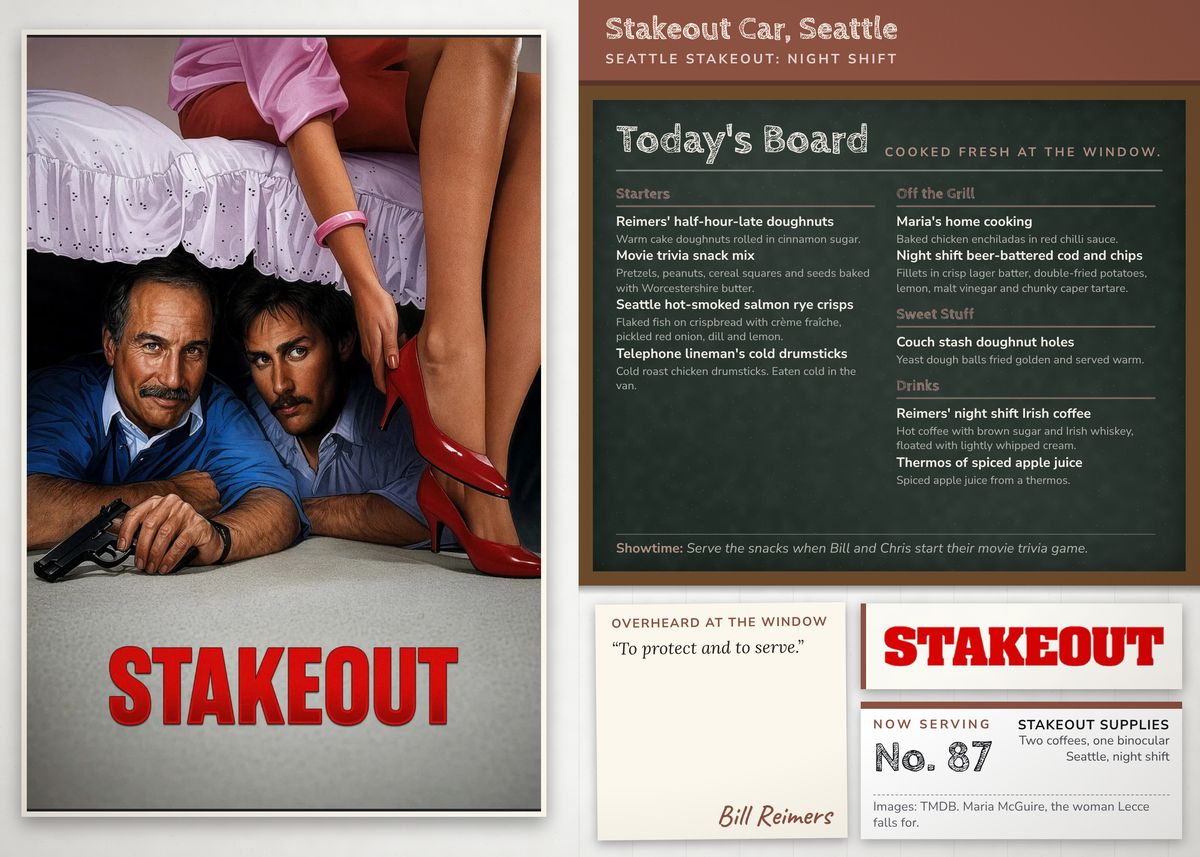 STAKEOUT
Stakeout Car, Seattle
SEATTLE STAKEOUT: NIGHT SHIFT
Today's Board
COOKED FRESH AT THE WINDOW.
Starters
Reimers' half-hour-late doughnuts
Warm cake doughnuts rolled in cinnamon sugar.
Movie trivia snack mix
Pretzels, peanuts, cereal squares and seeds baked
with Worcestershire butter.
Seattle hot-smoked salmon rye crisps
Flaked fish on crispbread with crème fraîche,
pickled red onion, dill and lemon.
Telephone lineman's cold drumsticks
Cold roast chicken drumsticks. Eaten cold in the
van.
Off the Grill
Maria's home cooking
Baked chicken enchiladas in red chilli sauce.
Night shift beer-battered cod and chips
Fillets in crisp lager batter, double-fried potatoes,
lemon, malt vinegar and chunky caper tartare.
Sweet Stuff
Couch stash doughnut holes
Yeast dough balls fried golden and served warm.
Drinks
Reimers' night shift Irish coffee
Hot coffee with brown sugar and Irish whiskey,
floated with lightly whipped cream.
Thermos of spiced apple juice
Spiced apple juice from a thermos.
Showtime: Serve the snacks when Bill and Chris start their movie trivia game.
OVERHEARD AT THE WINDOW
“To protect and to serve.”
Bill Reimers
STAKEOUT
NOW SERVING
No. 87
STAKEOUT SUPPLIES
Two coffees, one binocular
Seattle, night shift
Images: TMDB. Maria McGuire, the woman Lecce
falls for.